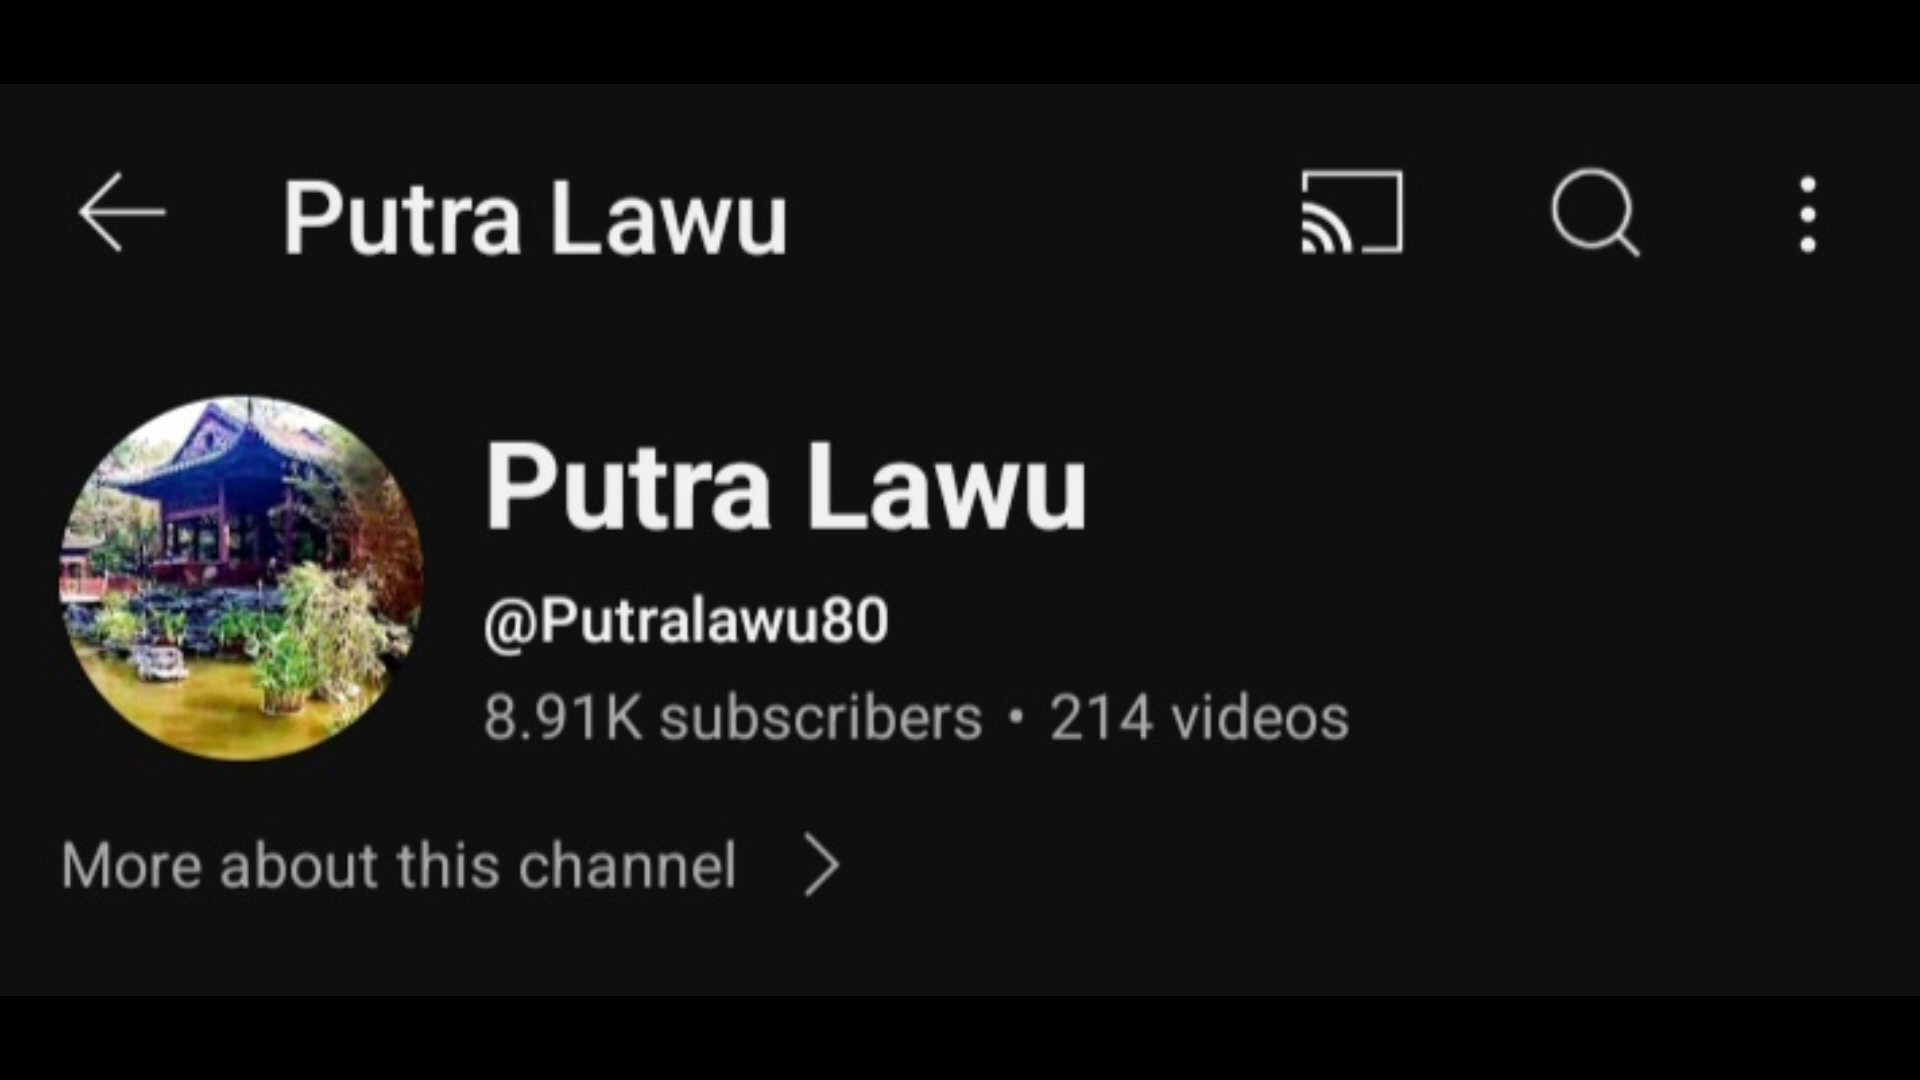 Putra Lawu
Putra Lawu
@Putralawu80
8.91K subscribers • 214 videos
More about this channel